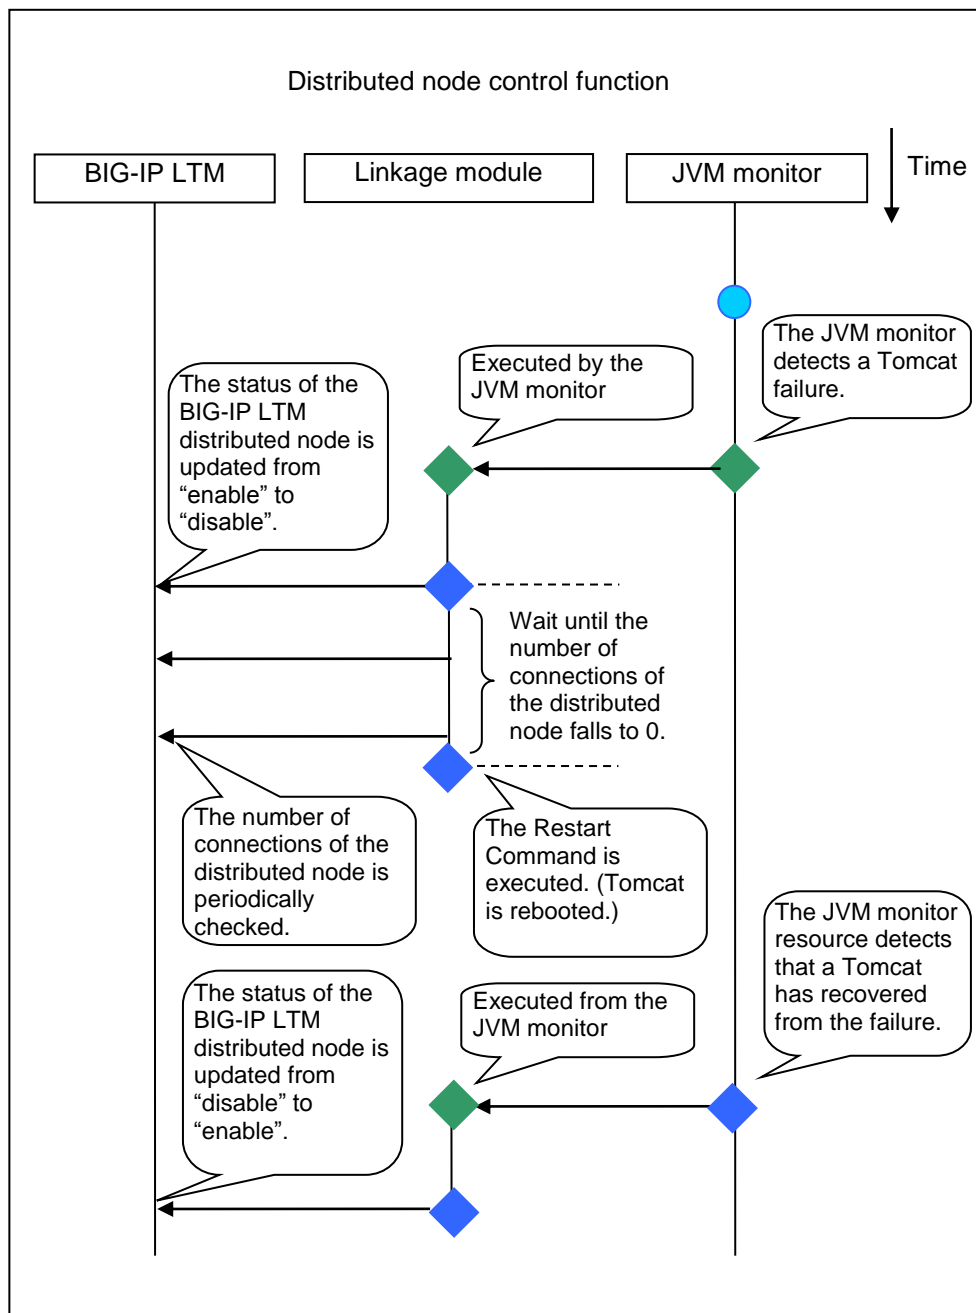 Distributed node control function
BIG-IP LTM
Linkage module
JVM monitor
Time
The JVM monitor
detects a Tomcat
failure.
Executed by the
JVM monitor
The status of the
BIG-IP LTM
distributed node is
updated from
“enable” to
“disable”.
Wait until the
number of
connections of
the distributed
node falls to 0.
The number of
connections of the
distributed node is
periodically
checked.
The Restart
Command is
executed. (Tomcat
is rebooted.)
The JVM monitor
resource detects
that a Tomcat
has recovered
from the failure.
Executed from the
JVM monitor
The status of the
BIG-IP LTM
distributed node is
updated from
“disable” to
“enable”.